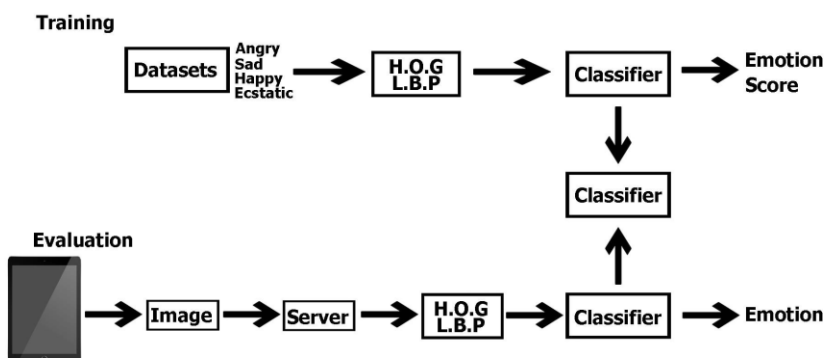 Training
Datasets
Angry
Sad
Happy
Ecstatic
H.O.G
L.B.P
Classifier
Emotion
Score
Classifier
Evaluation
Image
Server
H.O.G
L.B.P
Classifier
Emotion